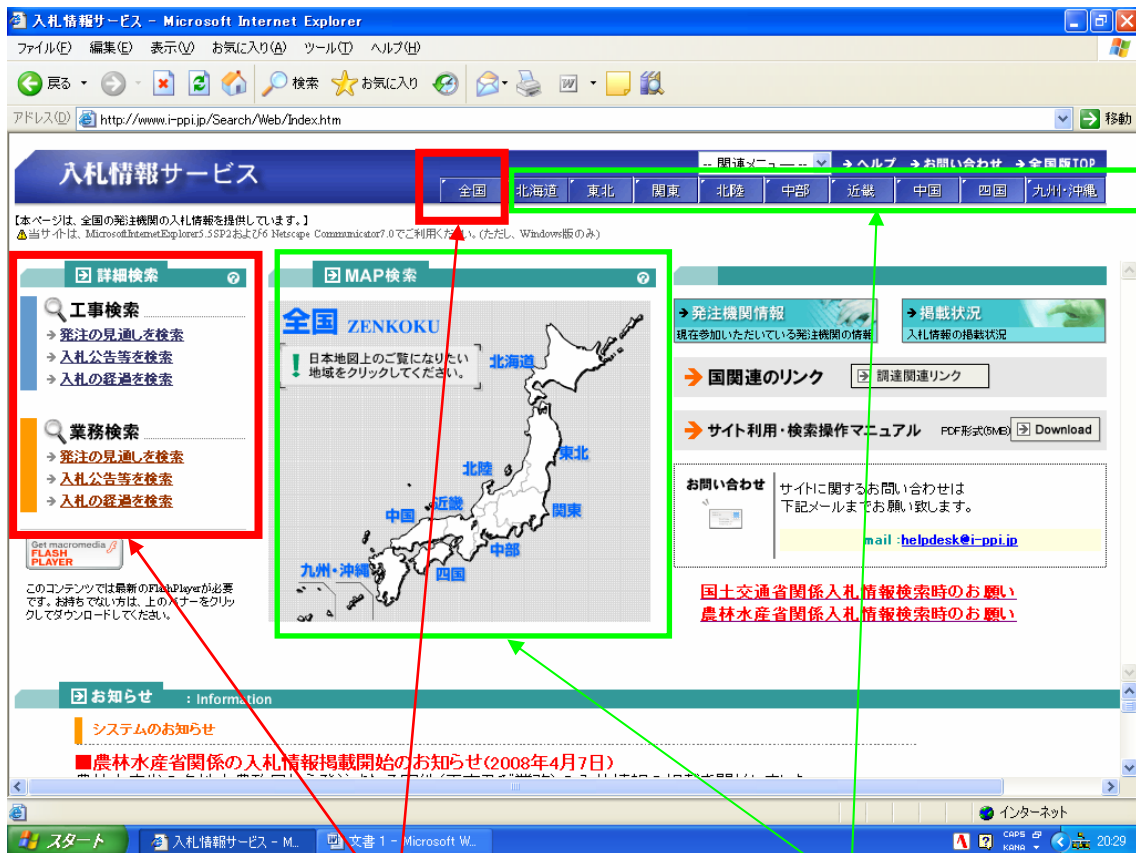 入札情報サービス - Microsoft Internet Explorer
ファイル(F) 編集(E) 表示(V) お気に入り(A) ツール(T) ヘルプ(H)
戻る 検索 お気に入り
アドレス(D) http://www.i-ppi.jp/Search/Web/Index.htm 移動
入札情報サービス
-- 関連メニュー -- ヘルプ お問い合わせ 全国版TOP
全国 北海道 東北 関東 北陸 中部 近畿 中国 四国 九州・沖縄
【本ページは、全国の発注機関の入札情報を提供しています。】
当サイトは、MicrosoftInternetExplorer5.5SP2および6 Netscape Communicator7.0でご利用ください。(ただし、Windows版のみ)
詳細検索
工事検索
発注の見通しを検索
入札公告等を検索
入札の経過を検索
業務検索
発注の見通しを検索
入札公告等を検索
入札の経過を検索
Get macromedia
FLASH
PLAYER
このコンテンツでは最新のFlashPlayerが必要
です。お持ちでない方は、上のバナーをクリッ
クしてダウンロードしてください。
MAP検索
全国 ZENKOKU
日本地図上のご覧になりたい
地域をクリックしてください。
北海道
東北
北陸
近畿
関東
中国
中部
九州・沖縄
四国
発注機関情報
現在参加いただいている発注機関の情報
掲載状況
入札情報の掲載状況
国関連のリンク 調達関連リンク
サイト利用・検索操作マニュアル PDF形式(6MB) Download
お問い合わせ
サイトに関するお問い合わせは
下記メールまでお願い致します。
mail :helpdesk@i-ppi.jp
国土交通省関係入札情報検索時のお願い
農林水産省関係入札情報検索時のお願い
お知らせ : Information
システムのお知らせ
■農林水産省関係の入札情報掲載開始のお知らせ(2008年4月7日)
インターネット
スタート 入札情報サービス - M... 文書 1 - Microsoft W... CAPS KANA 20:29